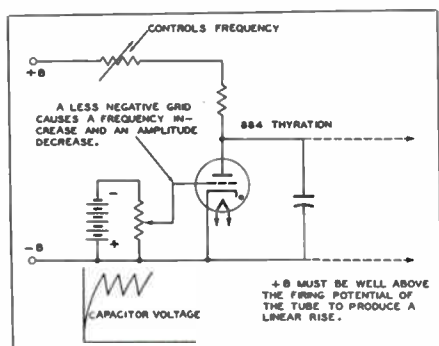 CONTROLS FREQUENCY
+B
A LESS NEGATIVE GRID
CAUSES A FREQUENCY IN-
CREASE AND AN AMPLITUDE
DECREASE.
884 THYRATION
-
+
-B
CAPACITOR VOLTAGE
+B MUST BE WELL ABOVE
THE FIRING POTENTIAL OF
THE TUBE TO PRODUCE A
LINEAR RISE.